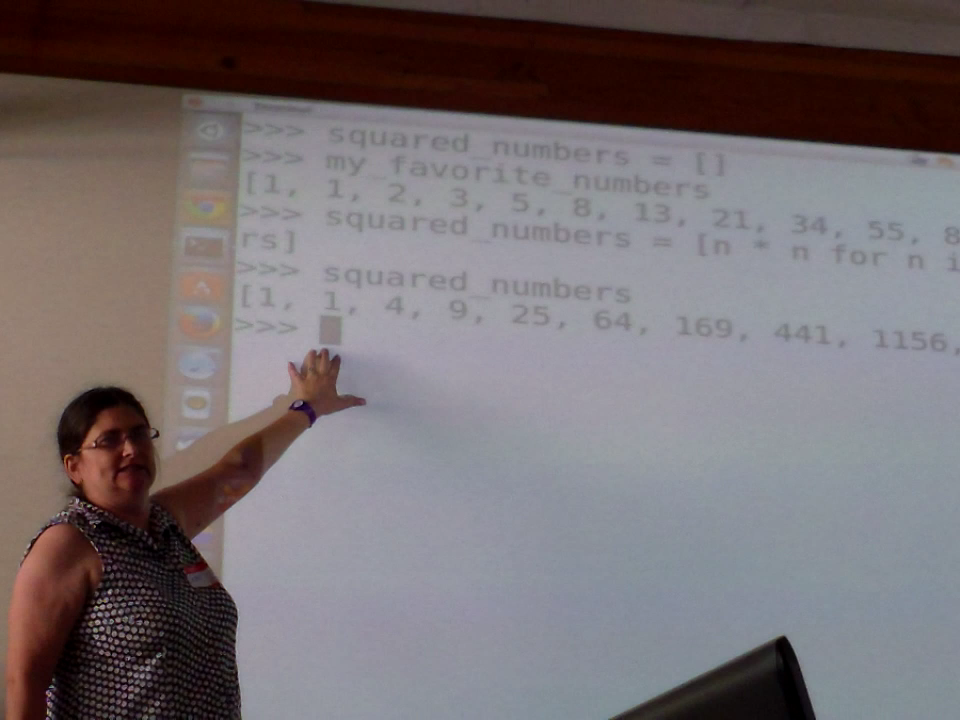 >>> squared_numbers = []
>>> my_favorite_numbers
[1, 1, 2, 3, 5, 8, 13, 21, 34, 55, 8
>>> squared_numbers = [n * n for n i
rs]
>>> squared_numbers
[1, 1, 4, 9, 25, 64, 169, 441, 1156,
>>>